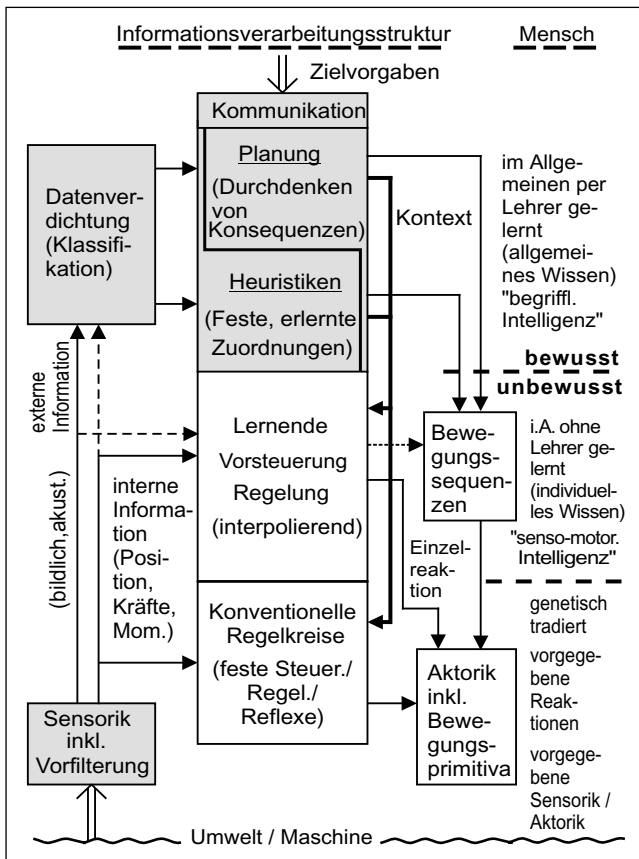 Informationsverarbeitungsstruktur
Mensch
Zielvorgaben
Kommunikation
Planung
(Durchdenken
von
Konsequenzen)
Heuristiken
(Feste, erlernte
Zuordnungen)
Datenver-
dichtung
(Klassifi-
kation)
Kontext
im Allge-
meinen per
Lehrer ge-
lernt
(allgemei-
nes Wissen)
"begriffl.
Intelligenz"
bewusst
unbewusst
externe
Information
(bildlich,akust.)
interne
Informa-
tion
(Posi-
tion,
Kräfte,
Mom.)
Lernende
Vorsteuerung
Regelung
(interpolierend)
Bewe-
gungsse-
quenzen
i.A. ohne
Lehrer ge-
lernt
(individuel-
les Wissen)
"senso-motor.
Intelligenz"
Einzel-
reak-
tion
Konventionelle
Regelkreise
(feste Steuer./
Regel./
Reflexe)
genetisch
tradiert
Aktorik
inkl.
Bewe-
gungs-
primitiva
vorgege-
bene
Reak-
tionen
vorgege-
bene
Sensorik /
Aktorik
Sensorik
inkl.
Vorfilterung
Umwelt / Maschine